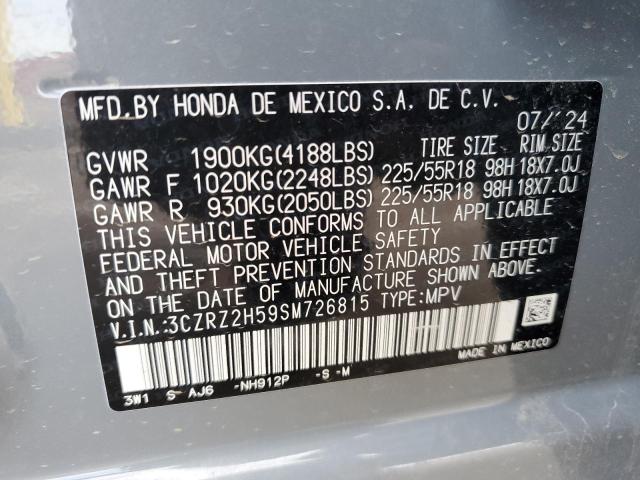 MFD.BY HONDA DE MEXICO S.A. DE C.V.
07/'24
GVWR 1900KG(4188LBS) TIRE SIZE RIM SIZE
GAWR F 1020KG(2248LBS) 225/55R18 98H 18X7.0J
GAWR R 930KG(2050LBS) 225/55R18 98H 18X7.0J
THIS VEHICLE CONFORMS TO ALL APPLICABLE
FEDERAL MOTOR VEHICLE SAFETY
AND THEFT PREVENTION STANDARDS IN EFFECT
ON THE DATE OF MANUFACTURE SHOWN ABOVE.
V.I.N.:3CZRZ2H59SM726815 TYPE:MPV
MADE IN MEXICO
3W1 S- AJ6 -NH912P -S -M